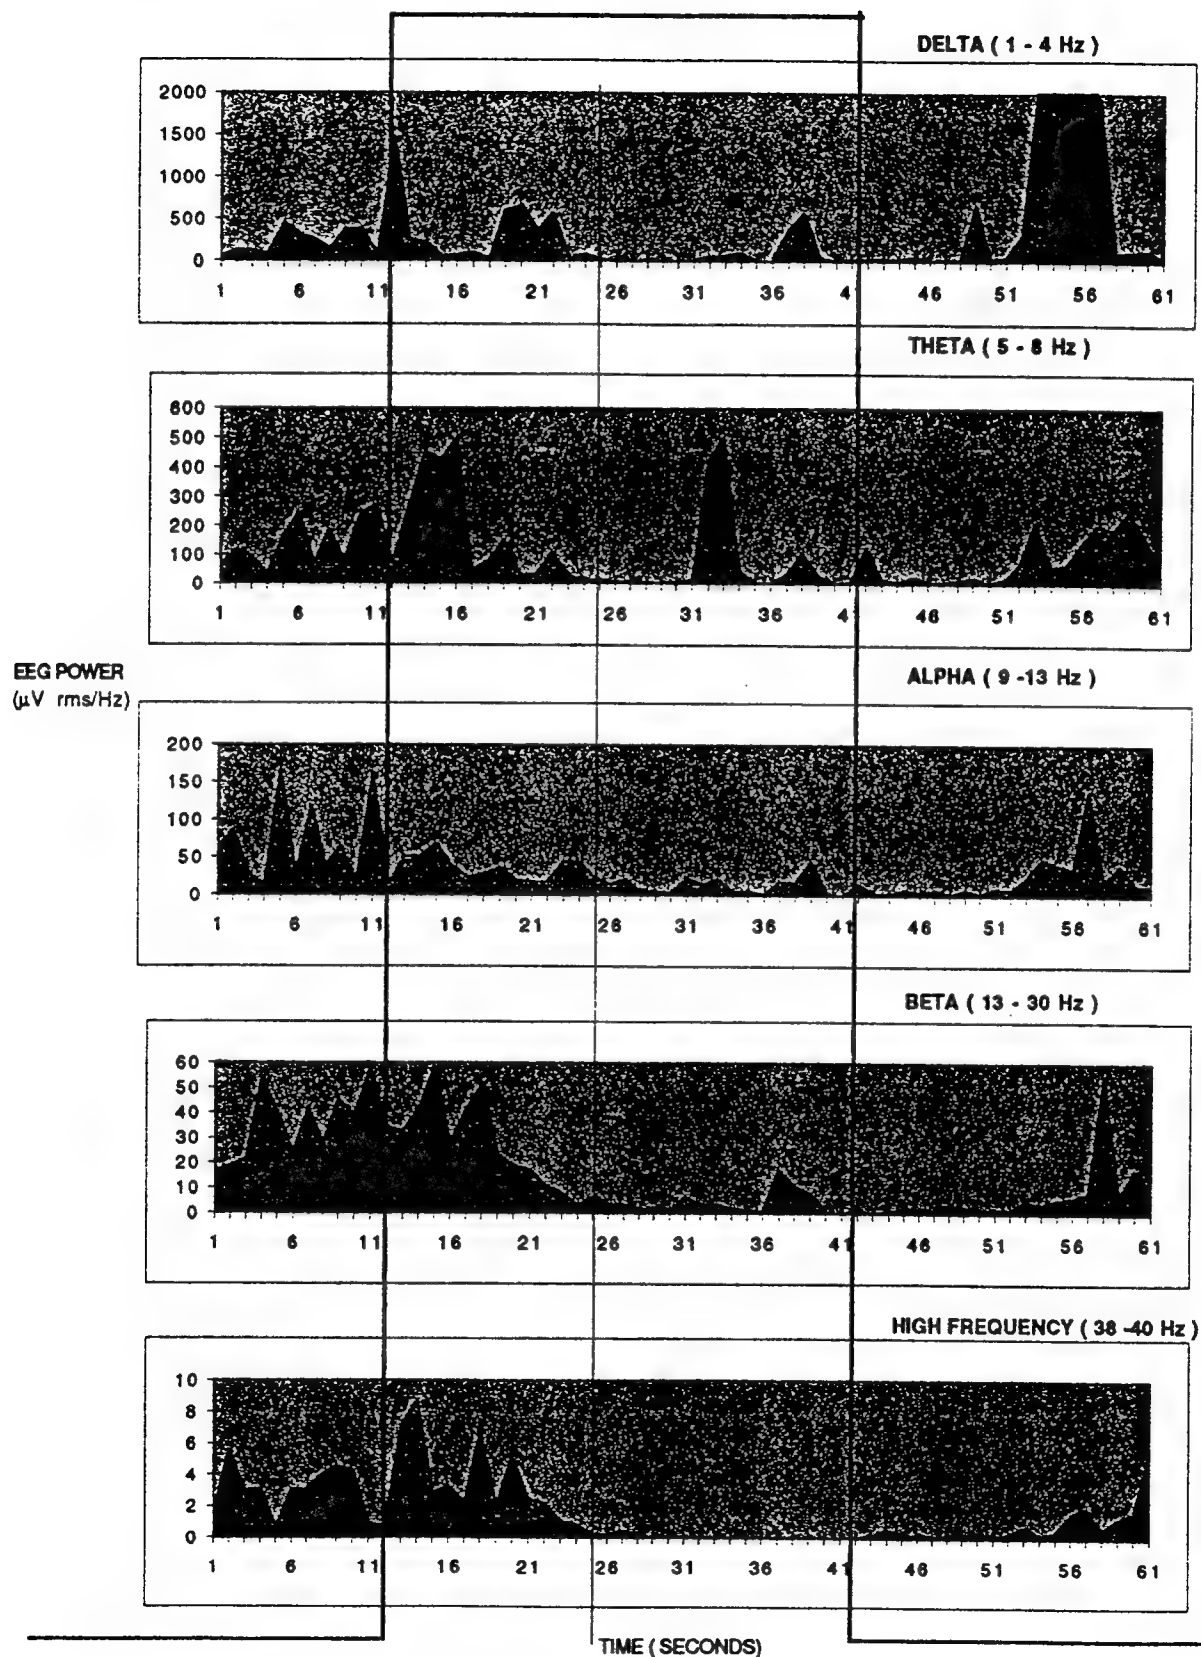 DELTA ( 1 - 4 Hz )
2000
1500
1000
500
0
1 6 11 16 21 26 31 36 41 46 51 56 61
THETA ( 5 - 8 Hz )
600
500
400
300
200
100
0
1 6 11 16 21 26 31 36 41 46 51 56 61
EEG POWER
(µV rms/Hz)
ALPHA ( 9 -13 Hz )
200
150
100
50
0
1 6 11 16 21 26 31 36 41 46 51 56 61
BETA ( 13 - 30 Hz )
60
50
40
30
20
10
0
1 6 11 16 21 26 31 36 41 46 51 56 61
HIGH FREQUENCY ( 38 -40 Hz )
10
8
6
4
2
0
1 6 11 16 21 26 31 36 41 46 51 56 61
TIME ( SECONDS)